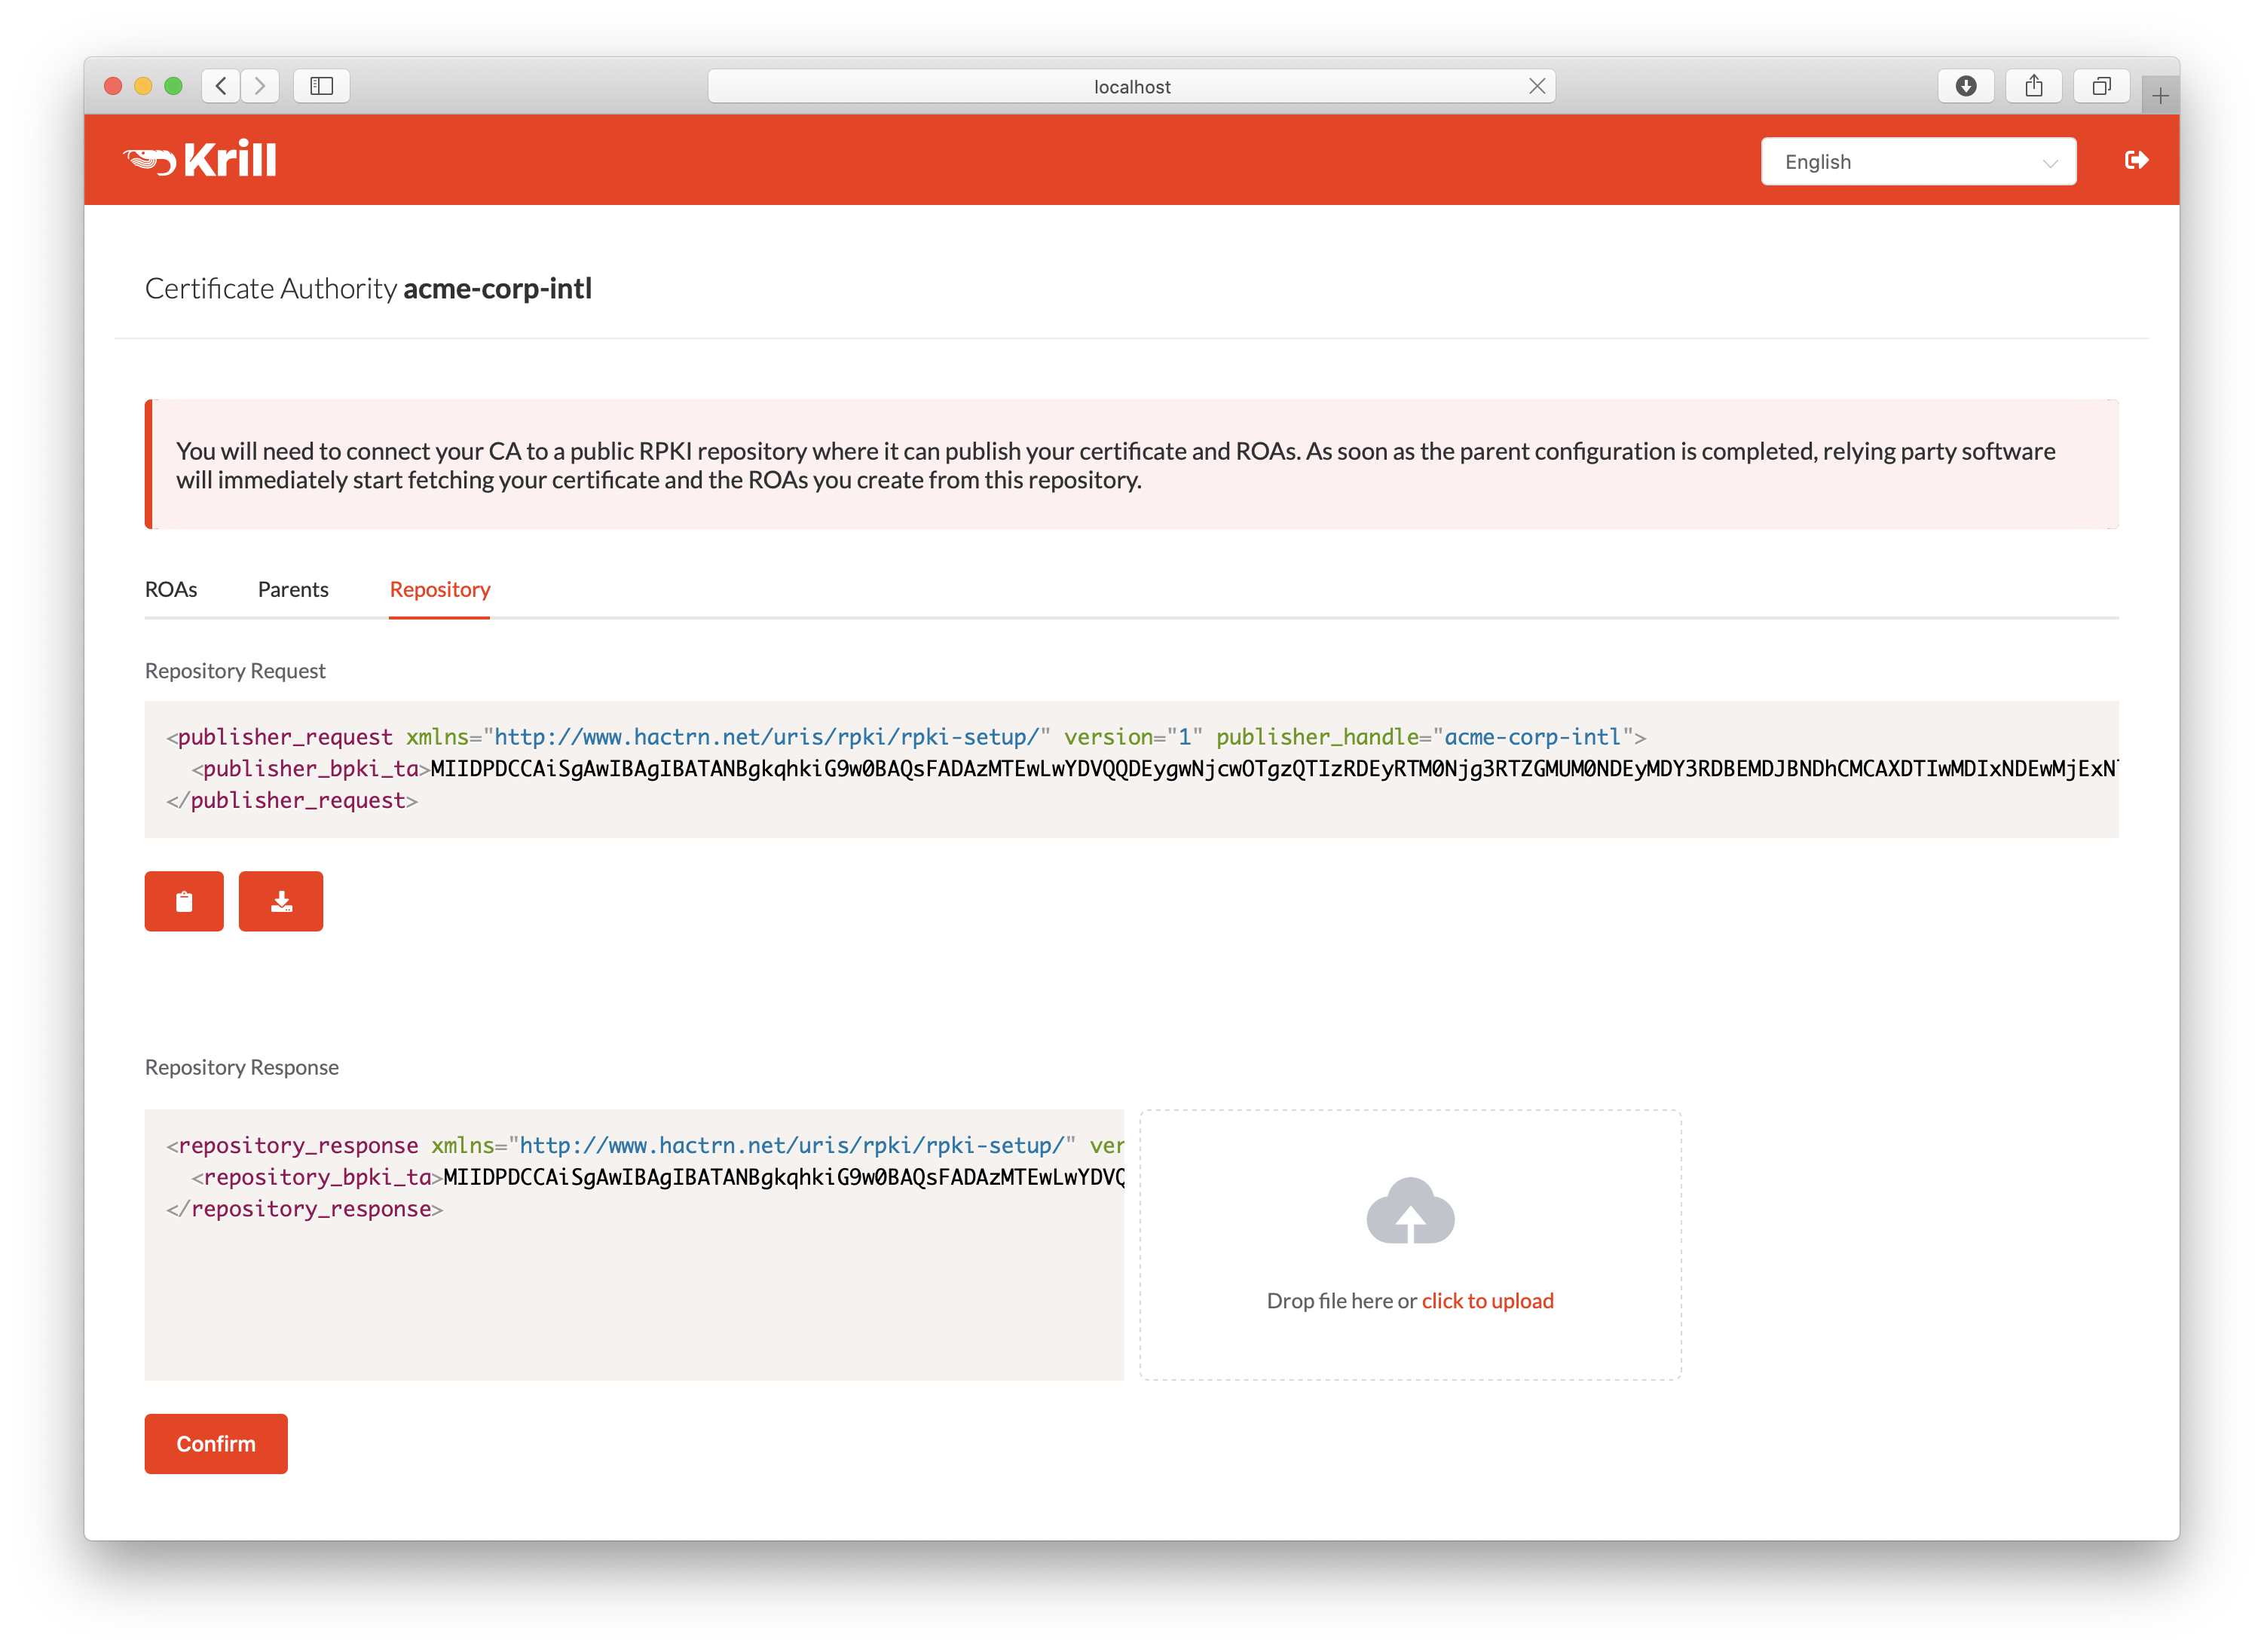 localhost
Krill
English
Certificate Authority acme-corp-intl
You will need to connect your CA to a public RPKI repository where it can publish your certificate and ROAs. As soon as the parent configuration is completed, relying party software
will immediately start fetching your certificate and the ROAs you create from this repository.
ROAs Parents Repository
Repository Request
<publisher_request xmlns="http://www.hactrn.net/uris/rpki/rpki-setup/" version="1" publisher_handle="acme-corp-intl">
<publisher_bpki_ta>MIIDPDCCAiSgAwIBAgIBATANBgkqhkiG9w0BAQsFADAzMTEwLwYDVQQDEygwNjcwOTgzQTIzRDEyRTM0Njg3RTZGMUM0NDEyMDY3RDBEMDJBNDhCMCAXDTIwMDIxNDEwMjExN
</publisher_request>
Repository Response
<repository_response xmlns="http://www.hactrn.net/uris/rpki/rpki-setup/" ver
<repository_bpki_ta>MIIDPDCCAiSgAwIBAgIBATANBgkqhkiG9w0BAQsFADAzMTEwLwYDVQ
</repository_response>
Drop file here or click to upload
Confirm